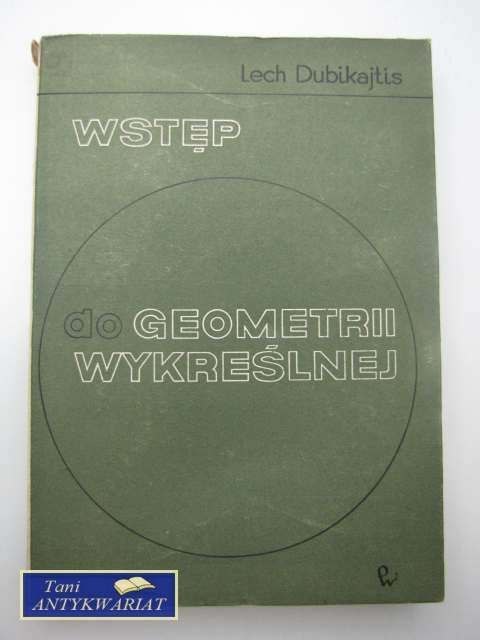 Lech Dubikajtis
WSTĘP
do GEOMETRII
WYKREŚLNEJ
Tani
ANTYKWARIAT